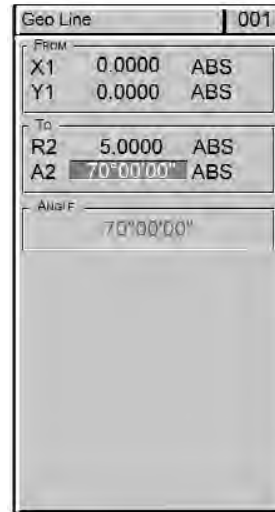 Geo Line 001
FROM
X1 0.0000 ABS
Y1 0.0000 ABS
TO
R2 5.0000 ABS
A2 70°00'00" ABS
ANGLE
70°00'00"